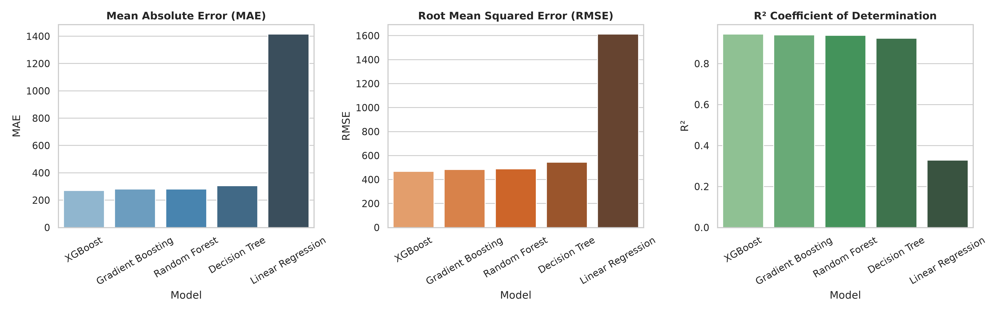 Mean Absolute Error (MAE)
1400
1200
1000
800
600
400
200
0
MAE
XGBoost
Gradient Boosting
Random Forest
Decision Tree
Linear Regression
Model
Root Mean Squared Error (RMSE)
1600
1400
1200
1000
800
600
400
200
0
RMSE
XGBoost
Gradient Boosting
Random Forest
Decision Tree
Linear Regression
Model
R² Coefficient of Determination
0.8
0.6
0.4
0.2
0.0
R²
XGBoost
Gradient Boosting
Random Forest
Decision Tree
Linear Regression
Model